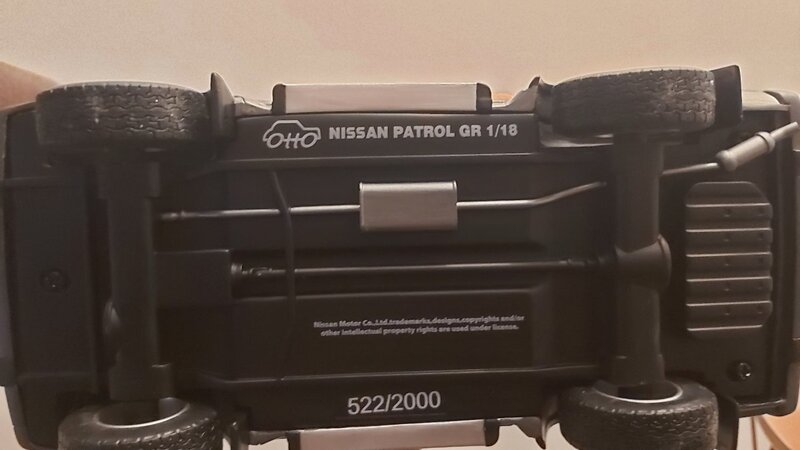 OttO NISSAN PATROL GR 1/18
Nissan Motor Co.,Ltd.trademarks,designs,copyrights and/or
other intellectual property rights are used under license.
522/2000